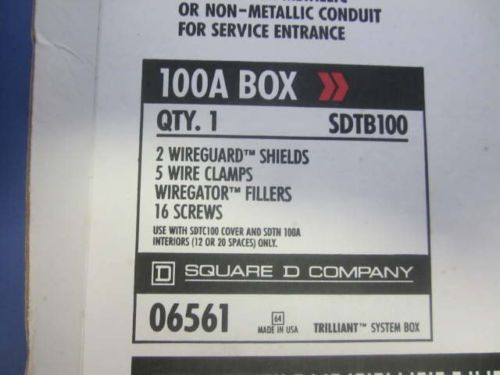 OR NON-METALLIC CONDUIT
FOR SERVICE ENTRANCE
100A BOX
QTY. 1 SDTB100
2 WIREGUARD™ SHIELDS
5 WIRE CLAMPS
WIREGATOR™ FILLERS
16 SCREWS
USE WITH SDTC100 COVER AND SDTN 100A
INTERIORS (12 OR 20 SPACES) ONLY.
D SQUARE D COMPANY
06561 64 MADE IN USA TRILLIANT™ SYSTEM BOX